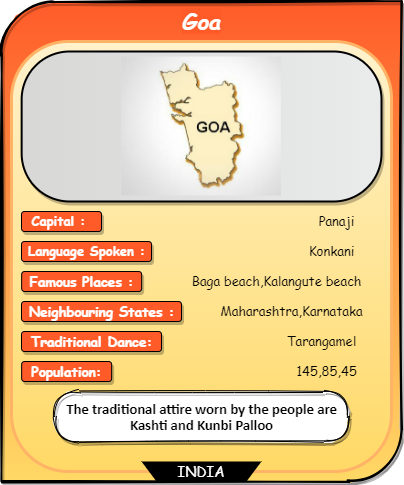 Goa
GOA
Capital : Panaji
Language Spoken : Konkani
Famous Places : Baga beach,Kalangute beach
Neighbouring States : Maharashtra,Karnataka
Traditional Dance: Tarangamel
Population: 145,85,45
The traditional attire worn by the people are
Kashti and Kunbi Palloo
INDIA